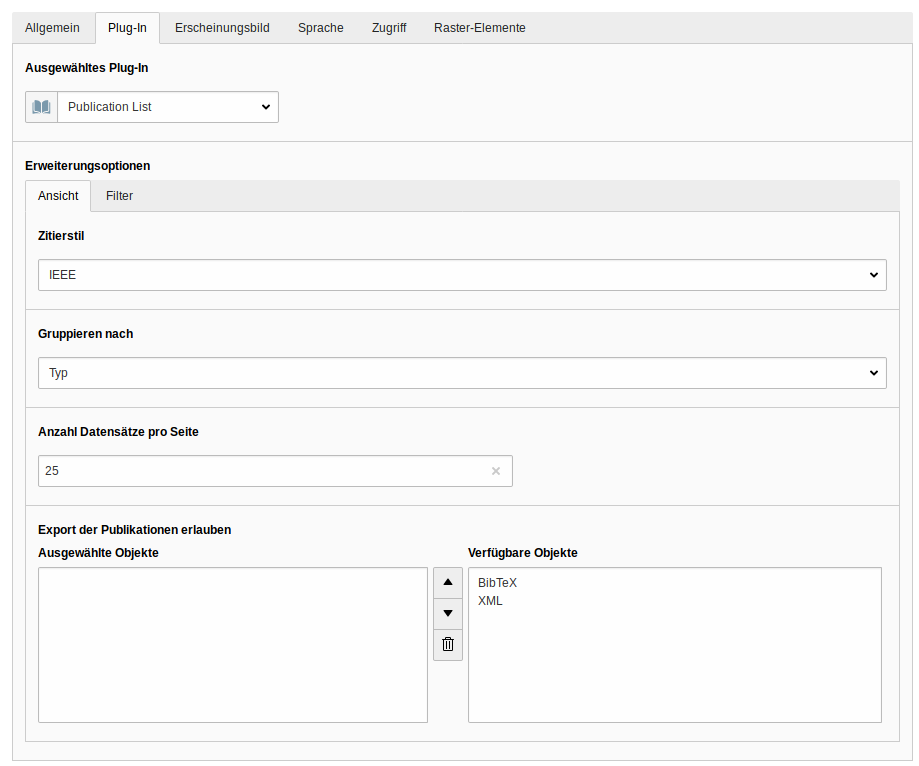 Allgemein Plug-In Erscheinungsbild Sprache Zugriff Raster-Elemente
Ausgewähltes Plug-In
Publication List
Erweiterungsoptionen
Ansicht Filter
Zitierstil
IEEE
Gruppieren nach
Typ
Anzahl Datensätze pro Seite
25
Export der Publikationen erlauben
Ausgewählte Objekte Verfügbare Objekte
BibTeX
XML